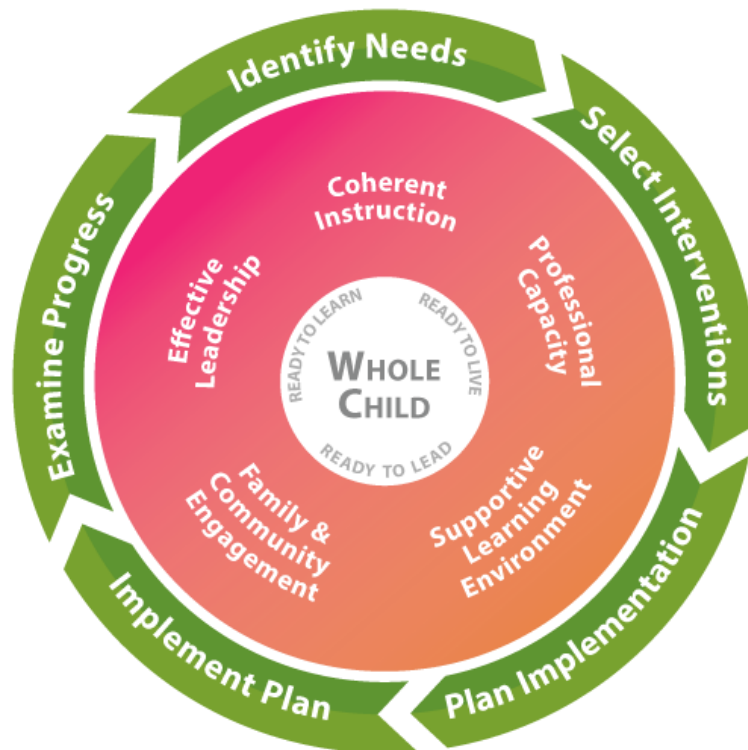 Identify Needs
Select Interventions
Plan Implementation
Implement Plan
Examine Progress
Coherent
Instruction
Professional
Capacity
Supportive
Learning
Environment
Family &
Community
Engagement
Effective
Leadership
READY TO LEARN
READY TO LIVE
READY TO LEAD
WHOLE
CHILD